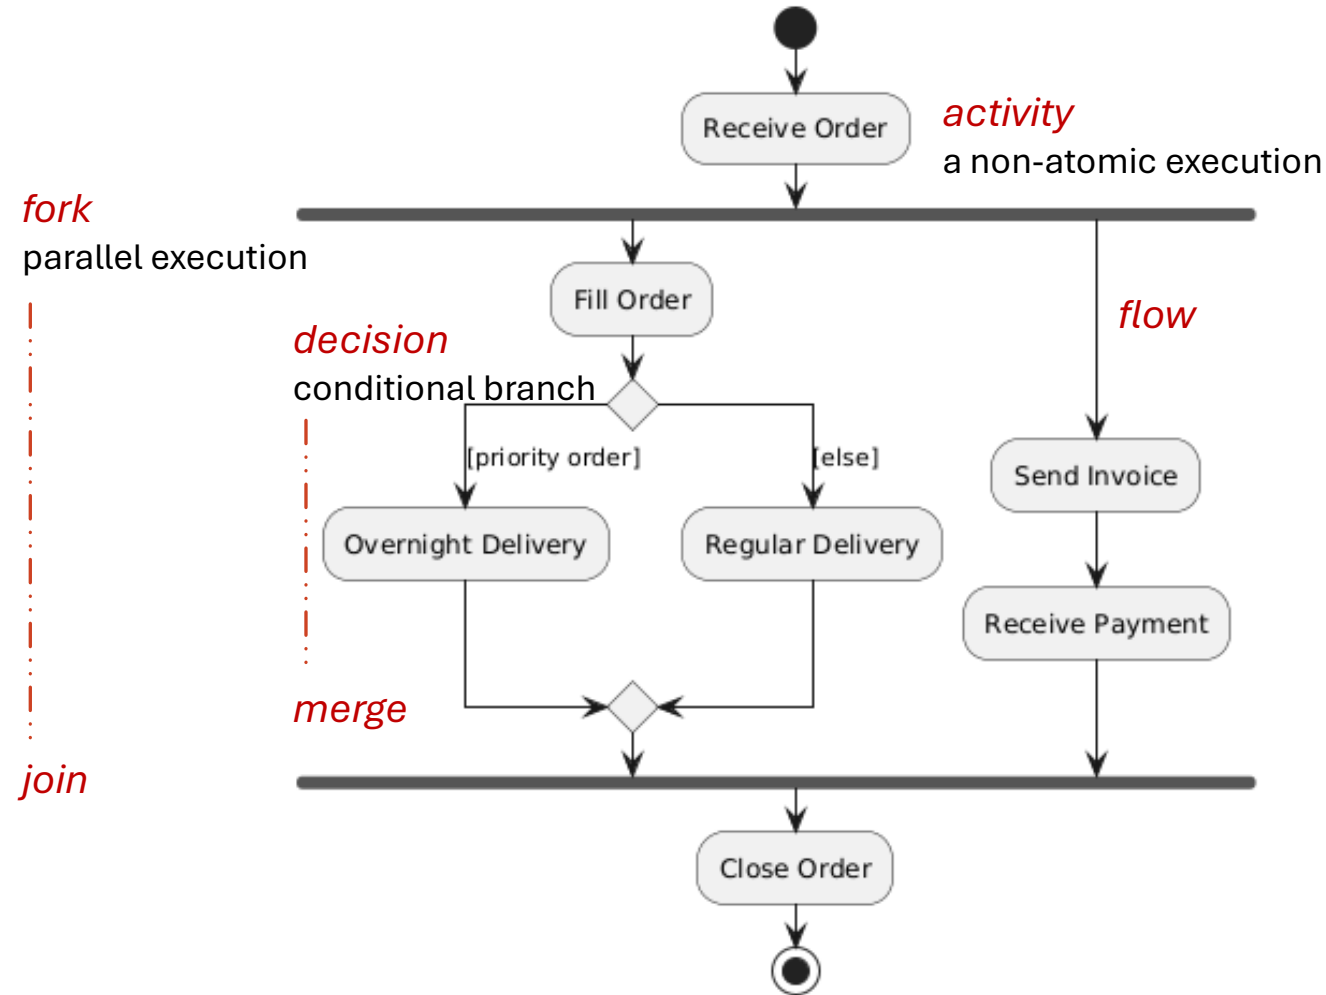 Receive Order
activity
a non-atomic execution
fork
parallel execution
Fill Order
flow
decision
conditional branch
[priority order]
[else]
Send Invoice
Overnight Delivery
Regular Delivery
Receive Payment
merge
join
Close Order